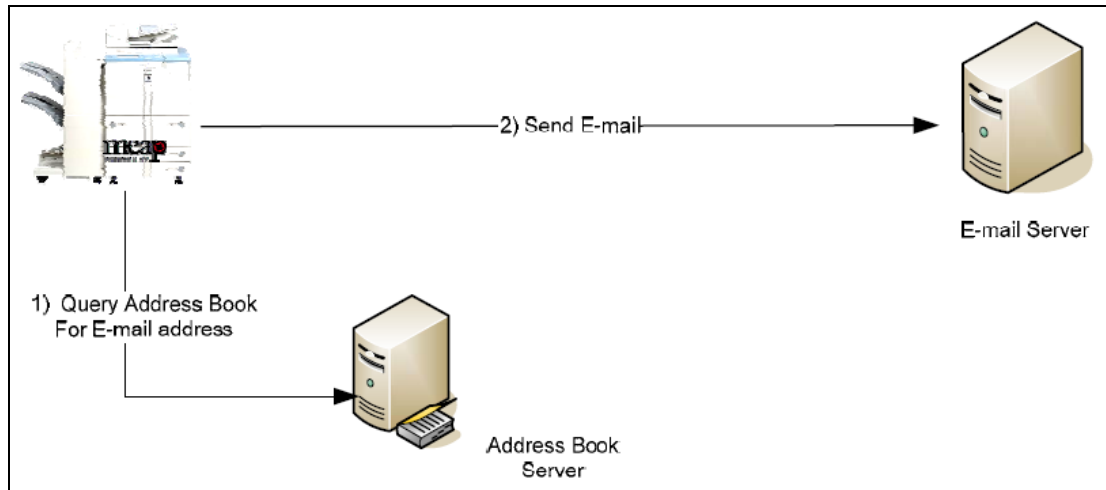 2) Send E-mail
E-mail Server
1) Query Address Book
For E-mail address
Address Book
Server